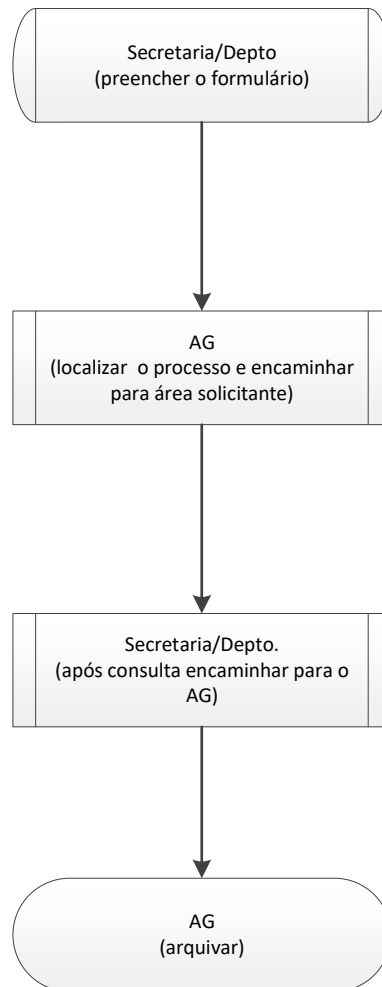 Secretaria/Depto
(preencher o formulário)
AG
(localizar o processo e encaminhar
para área solicitante)
Secretaria/Depto.
(após consulta encaminhar para o
AG)
AG
(arquivar)